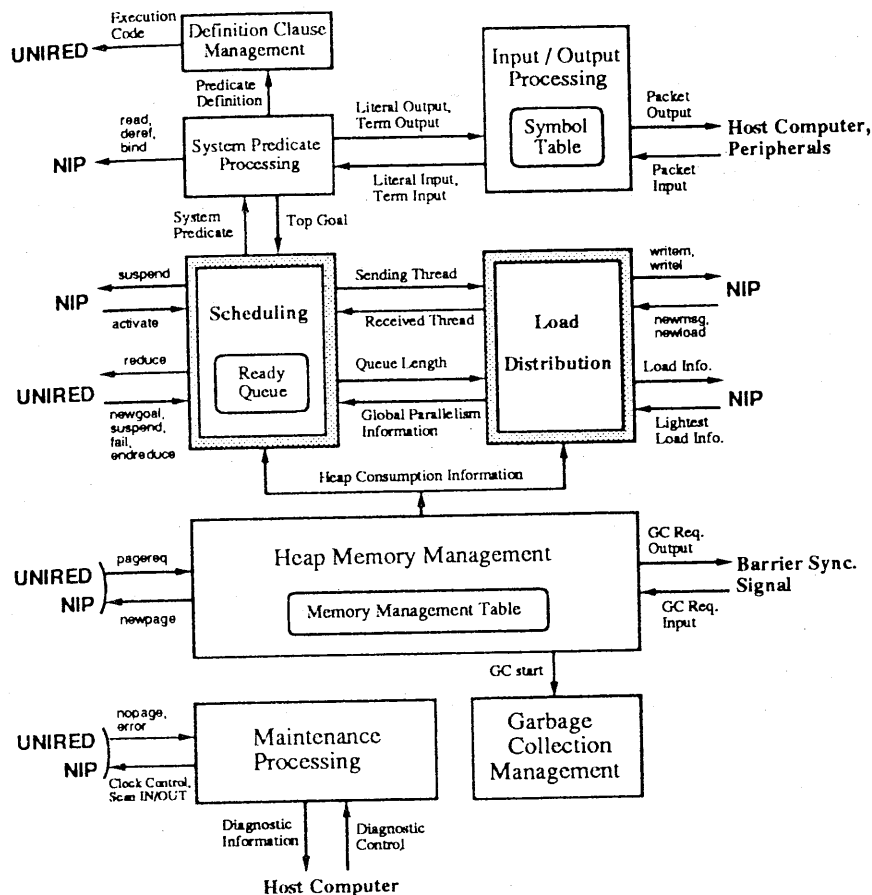 Execution
Code
UNIRED
Definition Clause
Management
Predicate
Definition
Input / Output
Processing
Symbol
Table
Packet
Output
Host Computer,
Peripherals
Packet
Input
read,
deref,
bind
NIP
System Predicate
Processing
Literal Output,
Term Output
Literal Input,
Term Input
System
Predicate
Top Goal
suspend
NIP
activate
reduce
UNIRED
newgoal,
suspend,
fail,
endreduce
Scheduling
Ready
Queue
Sending Thread
Received Thread
Queue Length
Global Parallelism
Information
Load
Distribution
writem,
writel
NIP
newmsg,
newload
Load Info.
NIP
Lightest
Load Info.
Heap Consumption Information
UNIRED
NIP
pagereq
newpage
Heap Memory Management
Memory Management Table
GC Req.
Output
Barrier Sync.
Signal
GC Req.
Input
GC start
Garbage
Collection
Management
UNIRED
NIP
nopage,
error
Clock Control,
Scan IN/OUT
Maintenance
Processing
Diagnostic
Information
Diagnostic
Control
Host Computer